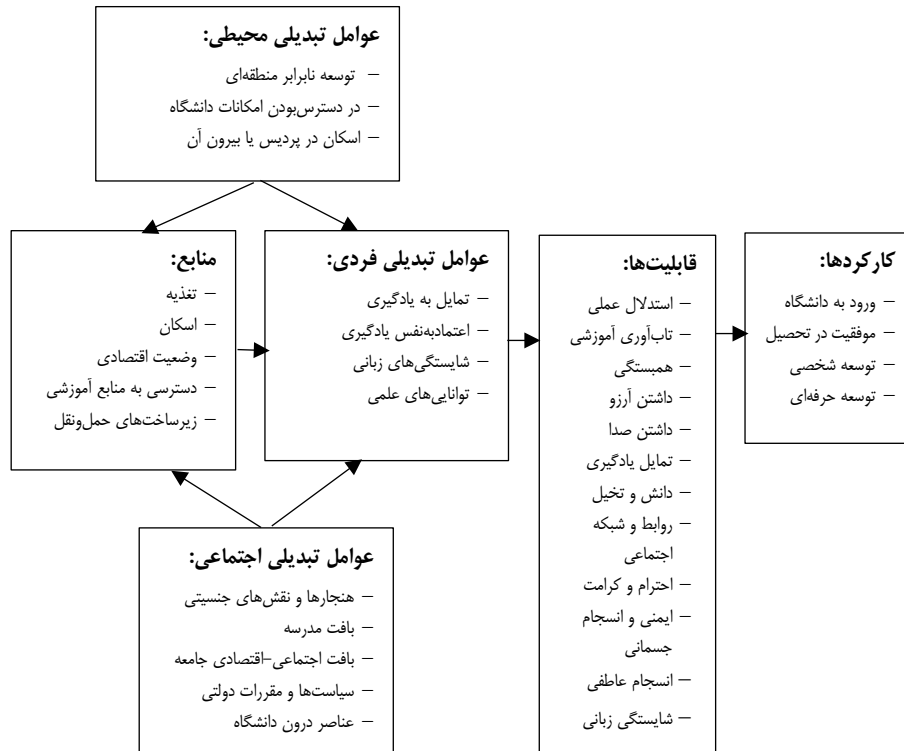 عوامل تبدیلی محیطی:
– توسعه نابرابر منطقه‌ای
– در دسترس‌بودن امکانات دانشگاه
– اسکان در پردیس یا بیرون آن
منابع:
– تغذیه
– اسکان
– وضعیت اقتصادی
– دسترسی به منابع آموزشی
– زیرساخت‌های حمل‌ونقل
عوامل تبدیلی فردی:
– تمایل به یادگیری
– اعتمادبه‌نفس یادگیری
– شایستگی‌های زبانی
– توانایی‌های علمی
عوامل تبدیلی اجتماعی:
– هنجارها و نقش‌های جنسیتی
– بافت مدرسه
– بافت اجتماعی–اقتصادی جامعه
– سیاست‌ها و مقررات دولتی
– عناصر درون دانشگاه
قابلیت‌ها:
– استدلال عملی
– تاب‌آوری آموزشی
– همبستگی
– داشتن آرزو
– داشتن صدا
– تمایل یادگیری
– دانش و تخیل
– روابط و شبکه
اجتماعی
– احترام و کرامت
– ایمنی و انسجام
جسمانی
– انسجام عاطفی
– شایستگی زبانی
کارکردها:
– ورود به دانشگاه
– موفقیت در تحصیل
– توسعه شخصی
– توسعه حرفه‌ای